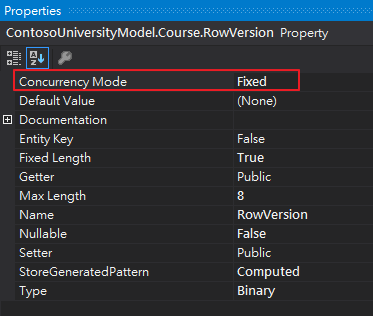 Properties
ContosoUniversityModel.Course.RowVersion Property
Concurrency Mode Fixed
Default Value (None)
Documentation
Entity Key False
Fixed Length True
Getter Public
Max Length 8
Name RowVersion
Nullable False
Setter Public
StoreGeneratedPattern Computed
Type Binary